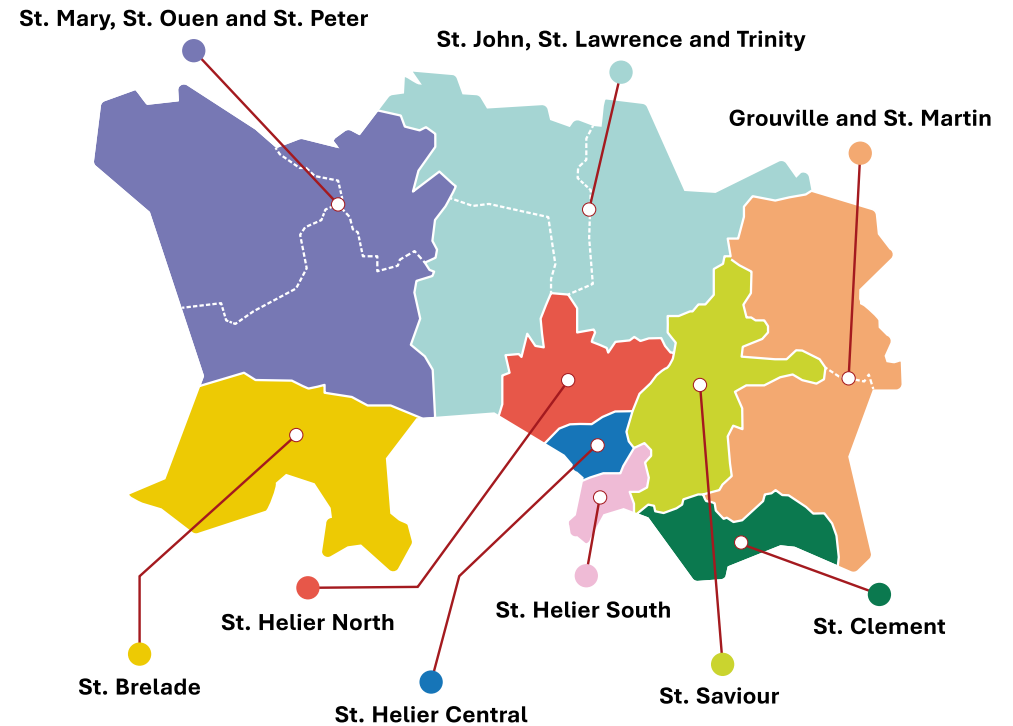 St. Mary, St. Ouen and St. Peter
St. John, St. Lawrence and Trinity
Grouville and St. Martin
St. Helier South
St. Helier North
St. Clement
St. Brelade
St. Saviour
St. Helier Central